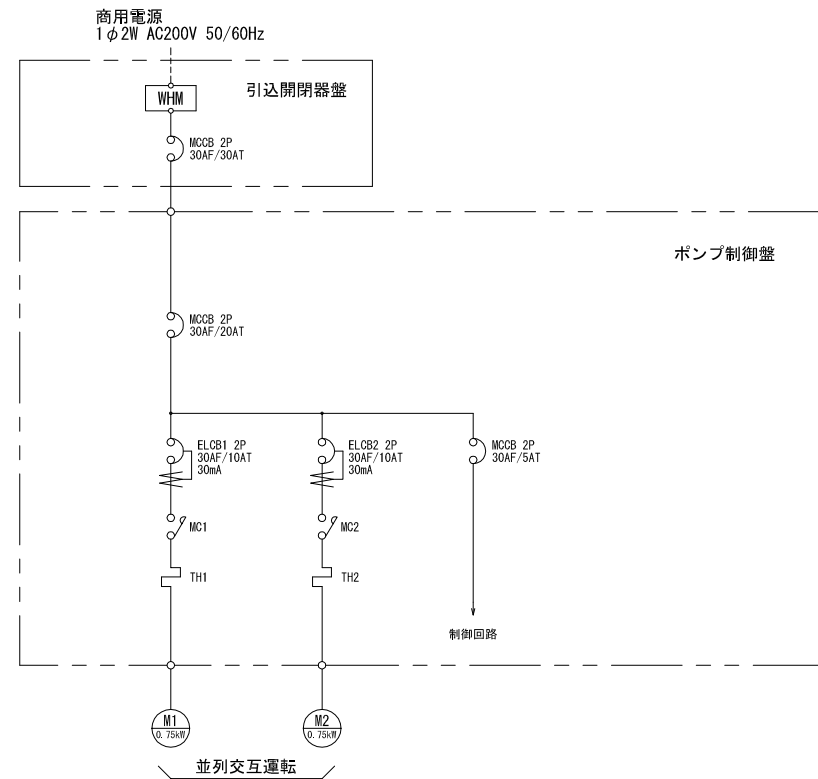 商用電源
1φ2W AC200V 50/60Hz
引込開閉器盤
WHM
MCCB 2P
30AF/30AT
ポンプ制御盤
MCCB 2P
30AF/20AT
ELCB1 2P
30AF/10AT
30mA
ELCB2 2P
30AF/10AT
30mA
MCCB 2P
30AF/5AT
MC1
MC2
TH1
TH2
制御回路
M1
0.75kW
M2
0.75kW
並列交互運転